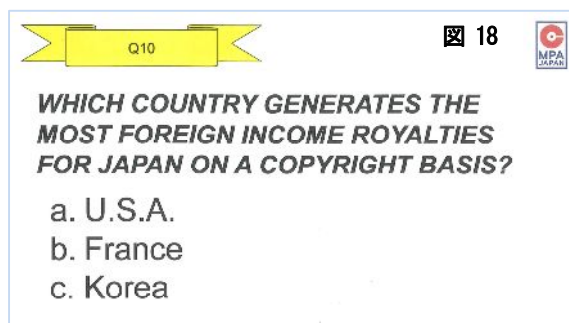 Q10
図 18
MPA
JAPAN
WHICH COUNTRY GENERATES THE
MOST FOREIGN INCOME ROYALTIES
FOR JAPAN ON A COPYRIGHT BASIS?
a. U.S.A.
b. France
c. Korea